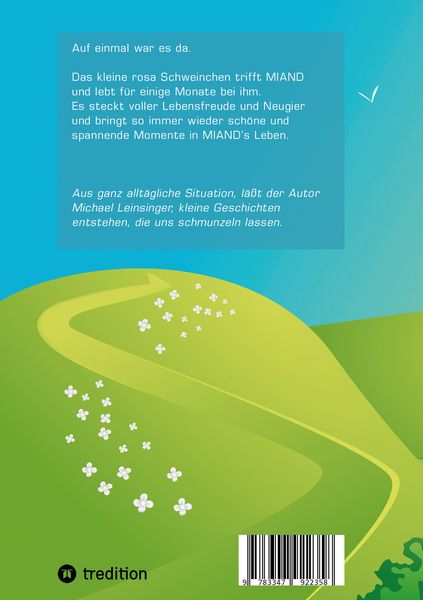 Auf einmal war es da.
Das kleine rosa Schweinchen trifft MIAND
und lebt für einige Monate bei ihm.
Es steckt voller Lebensfreude und Neugier
und bringt so immer wieder schöne und
spannende Momente in MIAND's Leben.
Aus ganz alltägliche Situation, läßt der Autor
Michael Leinsinger, kleine Geschichten
entstehen, die uns schmunzeln lassen.
tredition
9 783347 922358